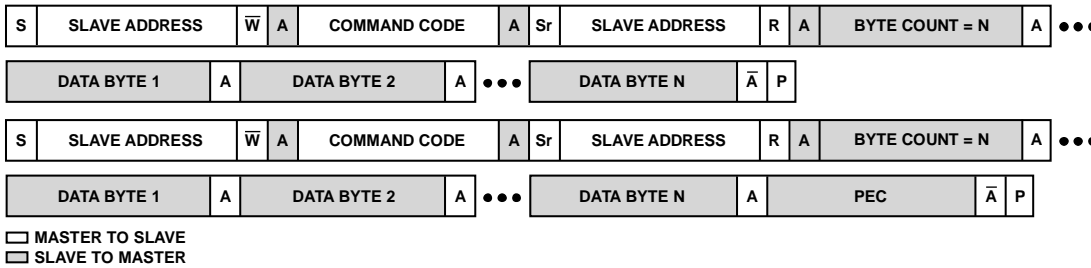 S SLAVE ADDRESS W̅ A COMMAND CODE A Sr SLAVE ADDRESS R A BYTE COUNT = N A •••
DATA BYTE 1 A DATA BYTE 2 A ••• DATA BYTE N A̅ P
S SLAVE ADDRESS W̅ A COMMAND CODE A Sr SLAVE ADDRESS R A BYTE COUNT = N A •••
DATA BYTE 1 A DATA BYTE 2 A ••• DATA BYTE N A PEC A̅ P
MASTER TO SLAVE
SLAVE TO MASTER